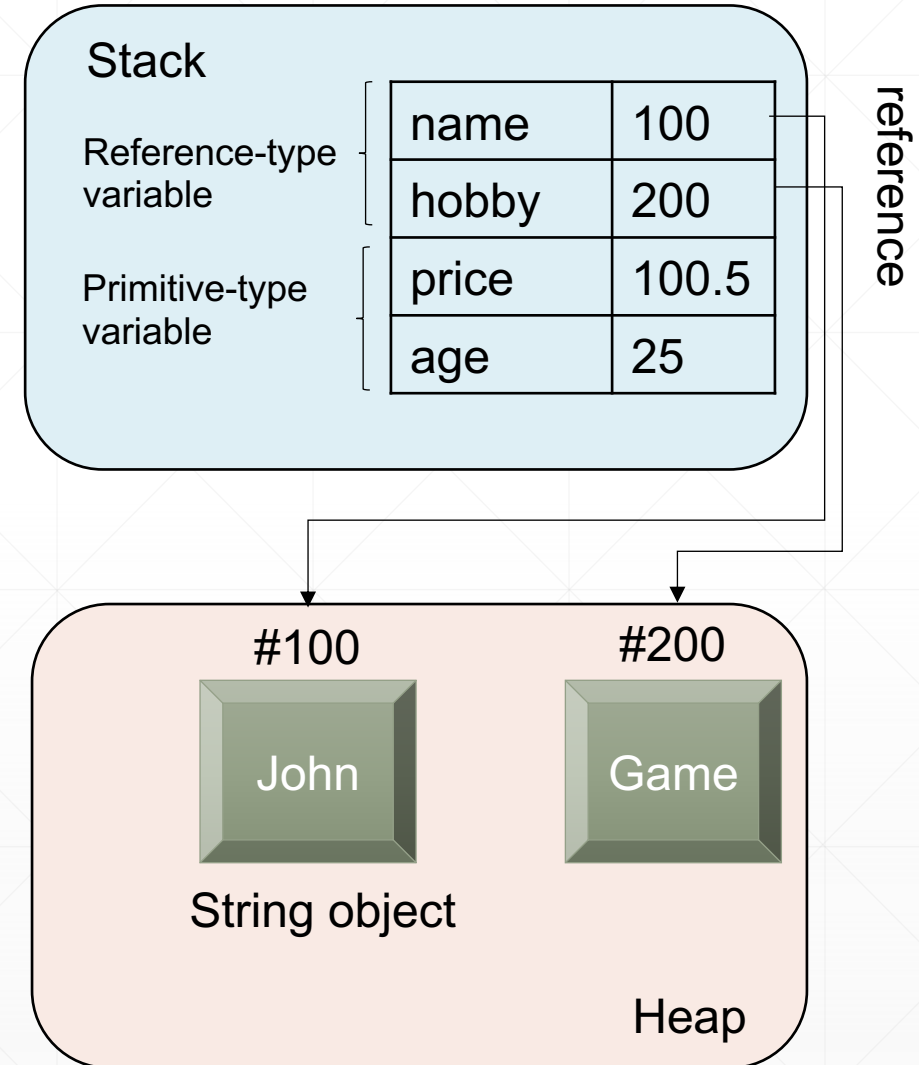 Stack
Reference-type
variable
Primitive-type
variable
name 100
hobby 200
price 100.5
age 25
reference
#100 #200
John Game
String object
Heap